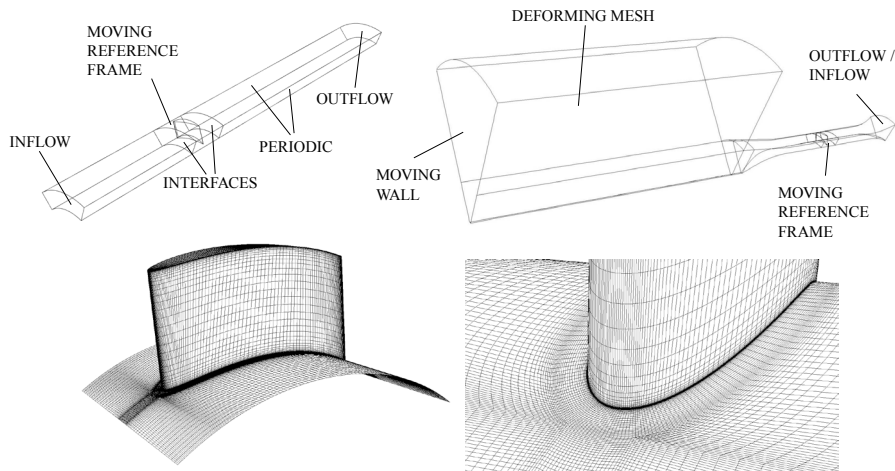 MOVING
REFERENCE
FRAME
OUTFLOW
PERIODIC
INFLOW
INTERFACES
DEFORMING MESH
OUTFLOW /
INFLOW
MOVING
WALL
MOVING
REFERENCE
FRAME